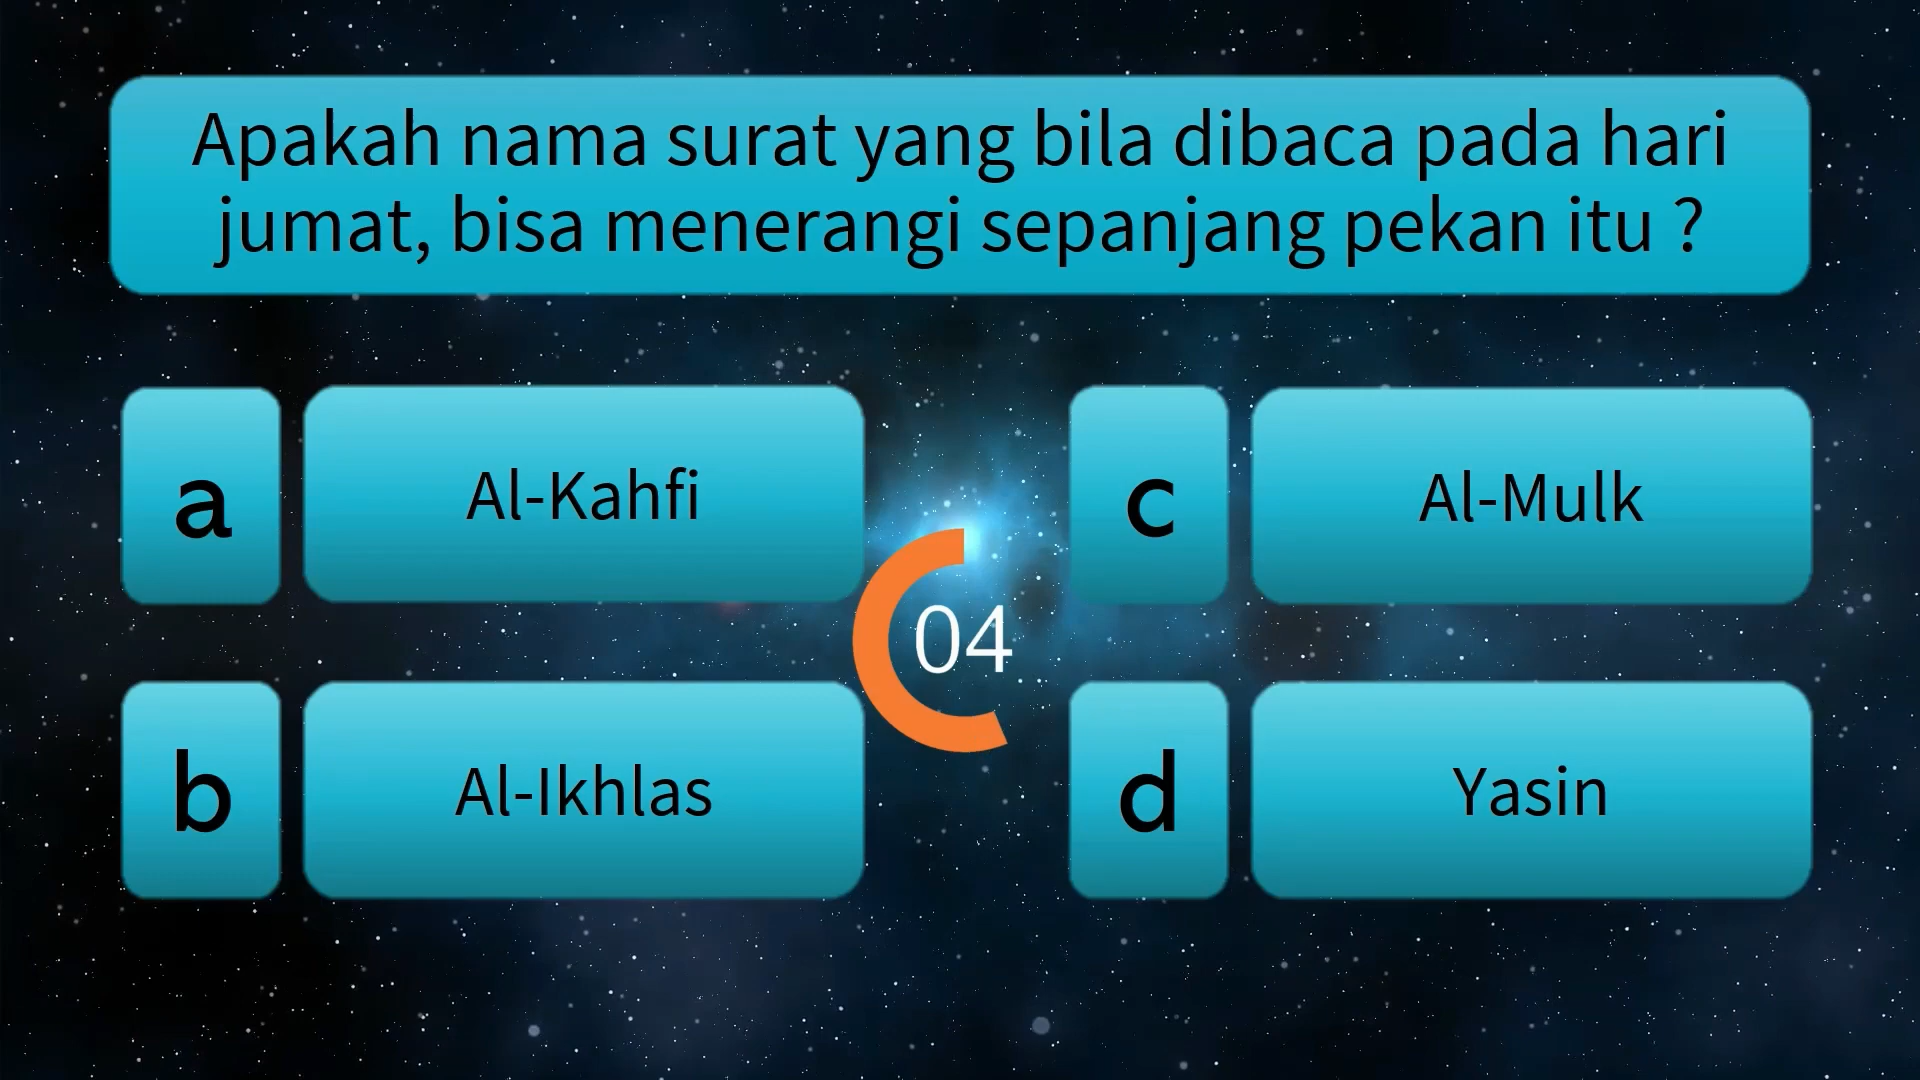 Apakah nama surat yang bila dibaca pada hari
jumat, bisa menerangi sepanjang pekan itu ?
a
Al-Kahfi
b
Al-Ikhlas
c
Al-Mulk
d
Yasin
04